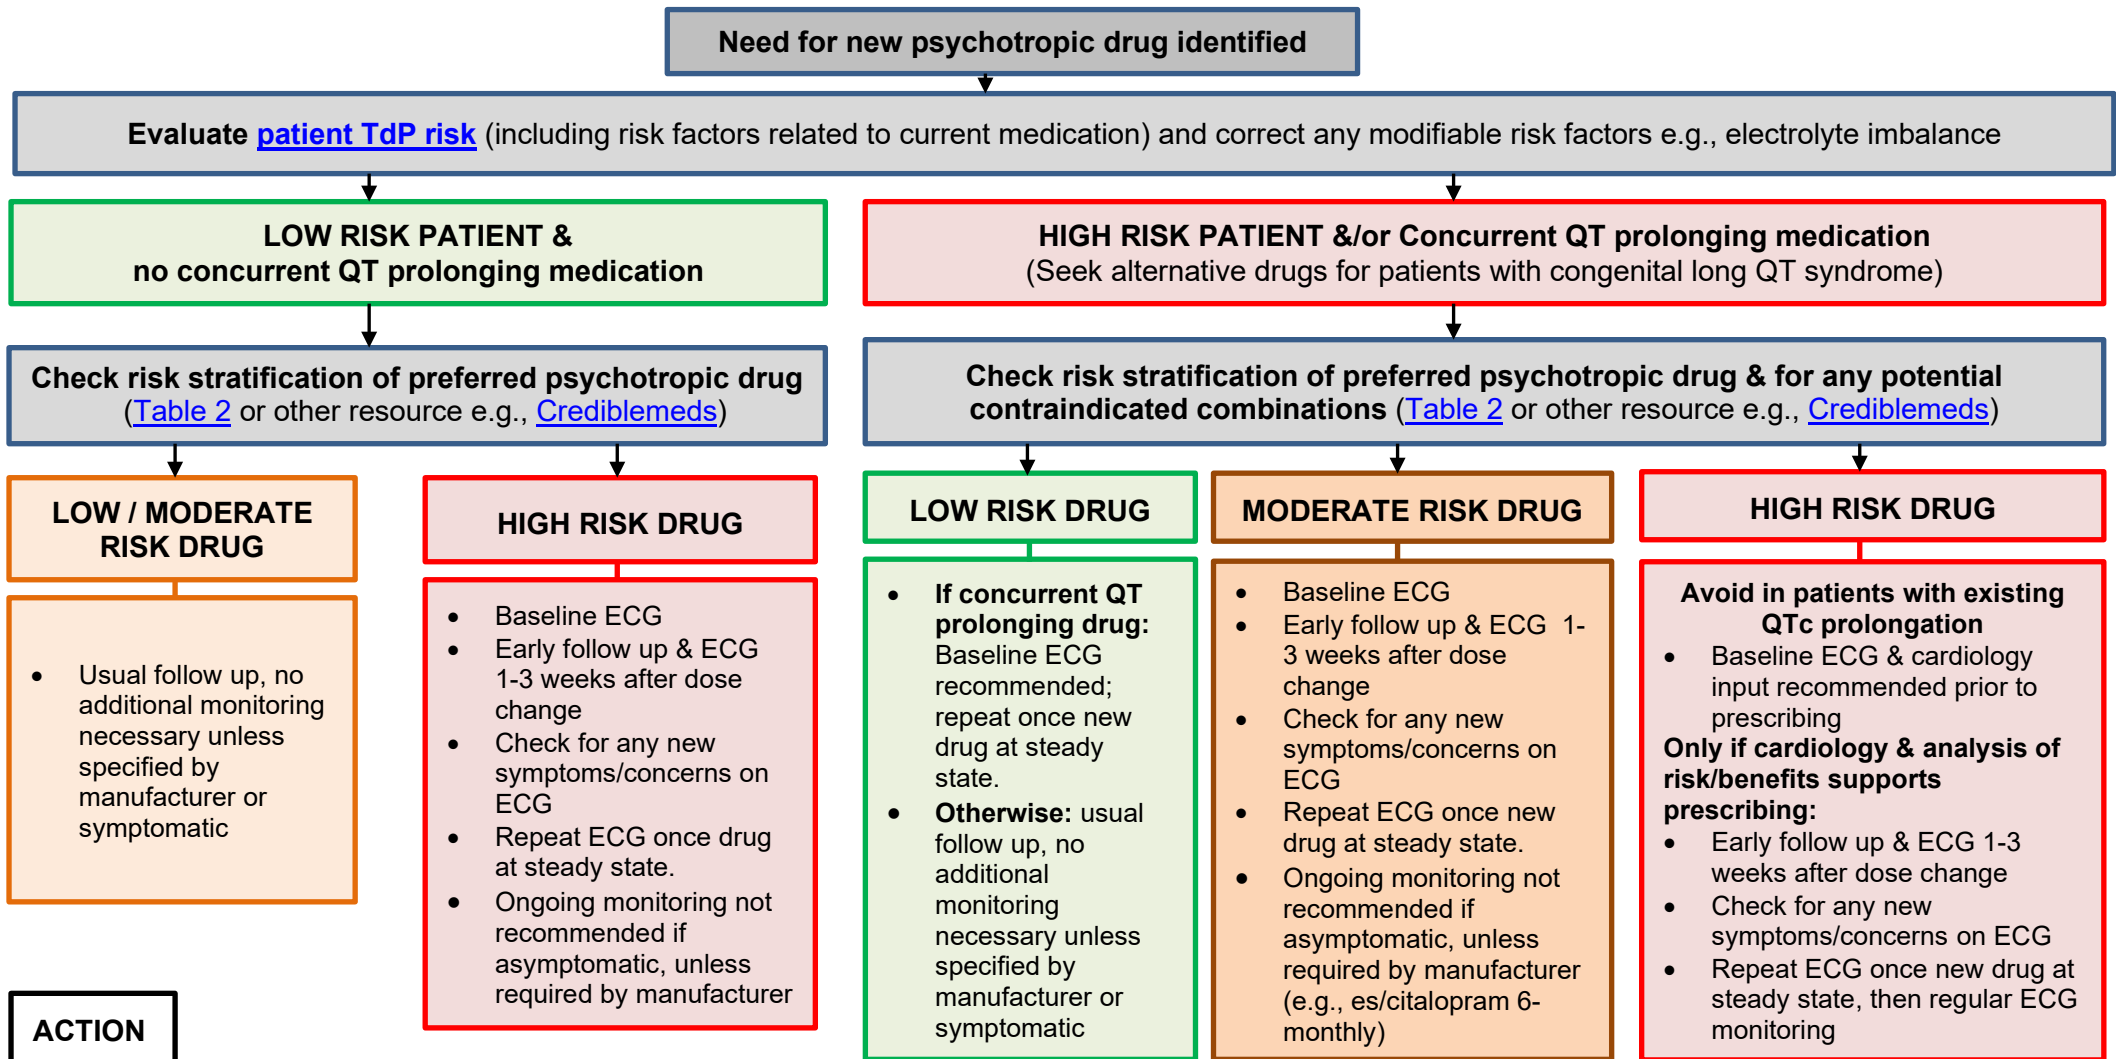 Need for new psychotropic drug identified
Evaluate patient TdP risk (including risk factors related to current medication) and correct any modifiable risk factors e.g., electrolyte imbalance
LOW RISK PATIENT &
no concurrent QT prolonging medication
HIGH RISK PATIENT &/or Concurrent QT prolonging medication
(Seek alternative drugs for patients with congenital long QT syndrome)
Check risk stratification of preferred psychotropic drug
(Table 2 or other resource e.g., Crediblemeds)
Check risk stratification of preferred psychotropic drug & for any potential
contraindicated combinations (Table 2 or other resource e.g., Crediblemeds)
LOW / MODERATE
RISK DRUG
• Usual follow up, no
additional monitoring
necessary unless
specified by
manufacturer or
symptomatic
HIGH RISK DRUG
• Baseline ECG
• Early follow up & ECG
1-3 weeks after dose
change
• Check for any new
symptoms/concerns on
ECG
• Repeat ECG once drug
at steady state.
• Ongoing monitoring not
recommended if
asymptomatic, unless
required by manufacturer
LOW RISK DRUG
• If concurrent QT
prolonging drug:
Baseline ECG
recommended;
repeat once new
drug at steady
state.
• Otherwise: usual
follow up, no
additional
monitoring
necessary unless
specified by
manufacturer or
symptomatic
MODERATE RISK DRUG
• Baseline ECG
• Early follow up & ECG 1-
3 weeks after dose
change
• Check for any new
symptoms/concerns on
ECG
• Repeat ECG once new
drug at steady state.
• Ongoing monitoring not
recommended if
asymptomatic, unless
required by manufacturer
(e.g., es/citalopram 6-
monthly)
HIGH RISK DRUG
Avoid in patients with existing
QTc prolongation
• Baseline ECG & cardiology
input recommended prior to
prescribing
Only if cardiology & analysis of
risk/benefits supports
prescribing:
• Early follow up & ECG 1-3
weeks after dose change
• Check for any new
symptoms/concerns on ECG
• Repeat ECG once new drug at
steady state, then regular ECG
monitoring
ACTION